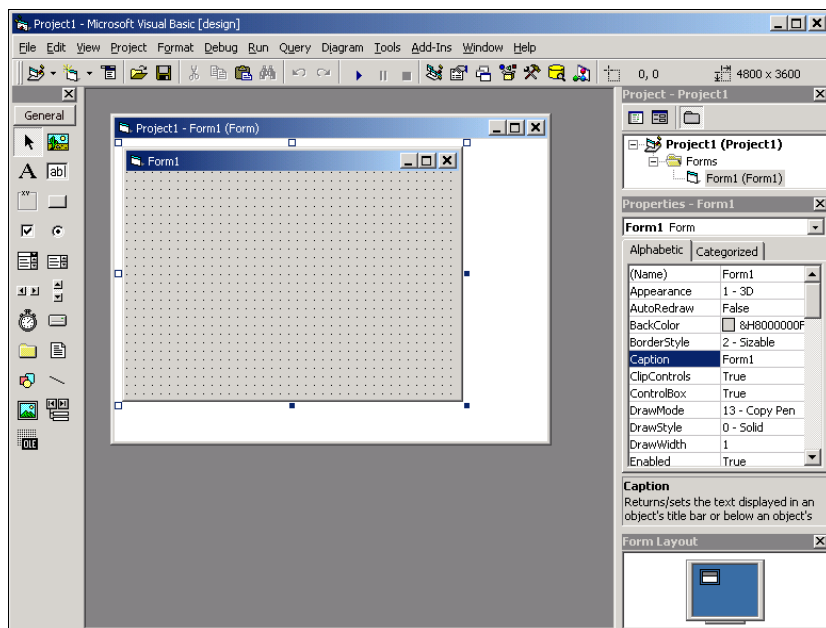 Project1 - Microsoft Visual Basic [design]
File Edit View Project Format Debug Run Query Diagram Tools Add-Ins Window Help
0, 0 4800 x 3600
General
A ab
XY
OLE
Project1 - Form1 (Form)
Form1
Project - Project1
Project1 (Project1)
Forms
Form1 (Form1)
Properties - Form1
Form1 Form
Alphabetic Categorized
(Name) Form1
Appearance 1 - 3D
AutoRedraw False
BackColor &H8000000F
BorderStyle 2 - Sizable
Caption Form1
ClipControls True
ControlBox True
DrawMode 13 - Copy Pen
DrawStyle 0 - Solid
DrawWidth 1
Enabled True
Caption
Returns/sets the text displayed in an
object's title bar or below an object's
Form Layout